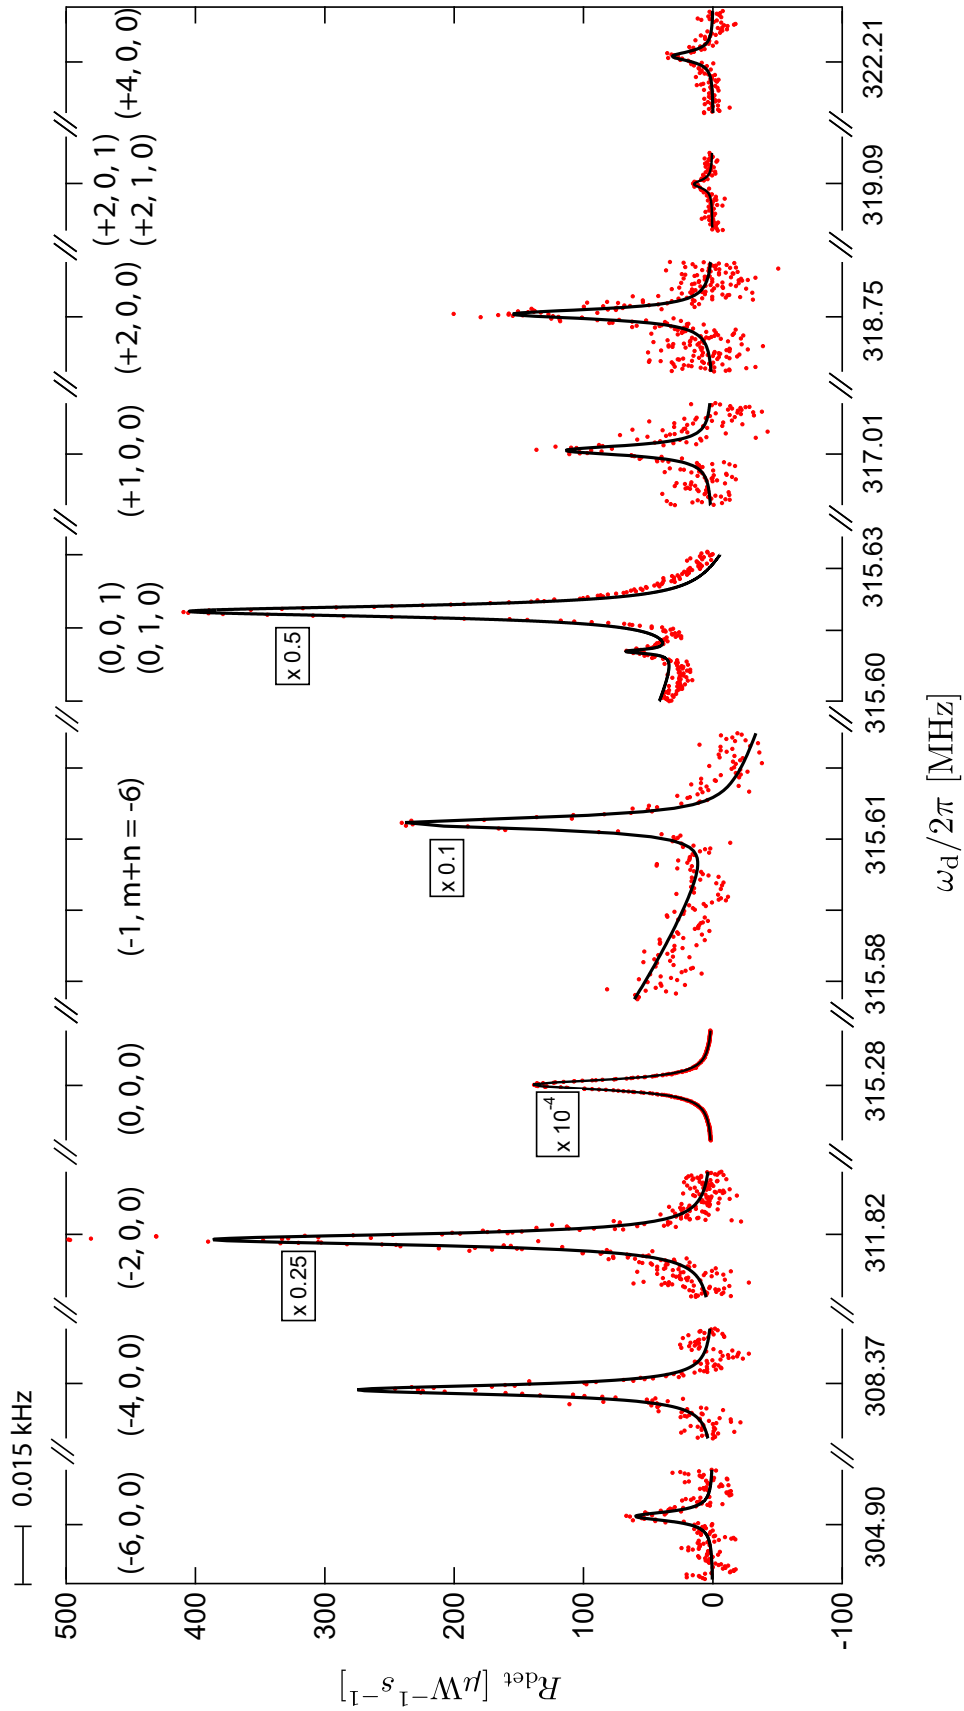 0.015 kHz
(-6, 0, 0)
(-4, 0, 0)
(-2, 0, 0)
(0, 0, 0)
(-1, m+n = -6)
(0, 0, 1)
(0, 1, 0)
(+1, 0, 0)
(+2, 0, 0)
(+2, 0, 1)
(+2, 1, 0)
(+4, 0, 0)
x 0.25
x 10⁻⁴
x 0.1
x 0.5
500
400
300
200
100
0
-100
R_det [μW⁻¹s⁻¹]
304.90
308.37
311.82
315.28
315.58
315.61
315.60
315.63
317.01
318.75
319.09
322.21
ω_d/2π [MHz]